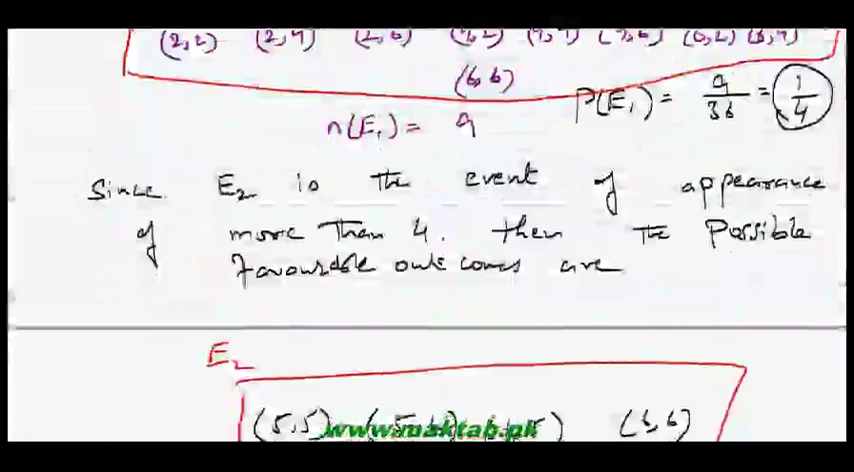 (2,2) (2,4) (2,6) (4,2) (4,4) (4,6) (6,2) (6,4)
(6,6)
n(E₁) = 9 P(E₁) = 9/36 = 1/4
Since E₂ is the event of appearance
of more than 4. then the Possible
favourable outcomes are
E₂
(5,5) (5,6) (6,5) (6,6)
www.maktab.pk